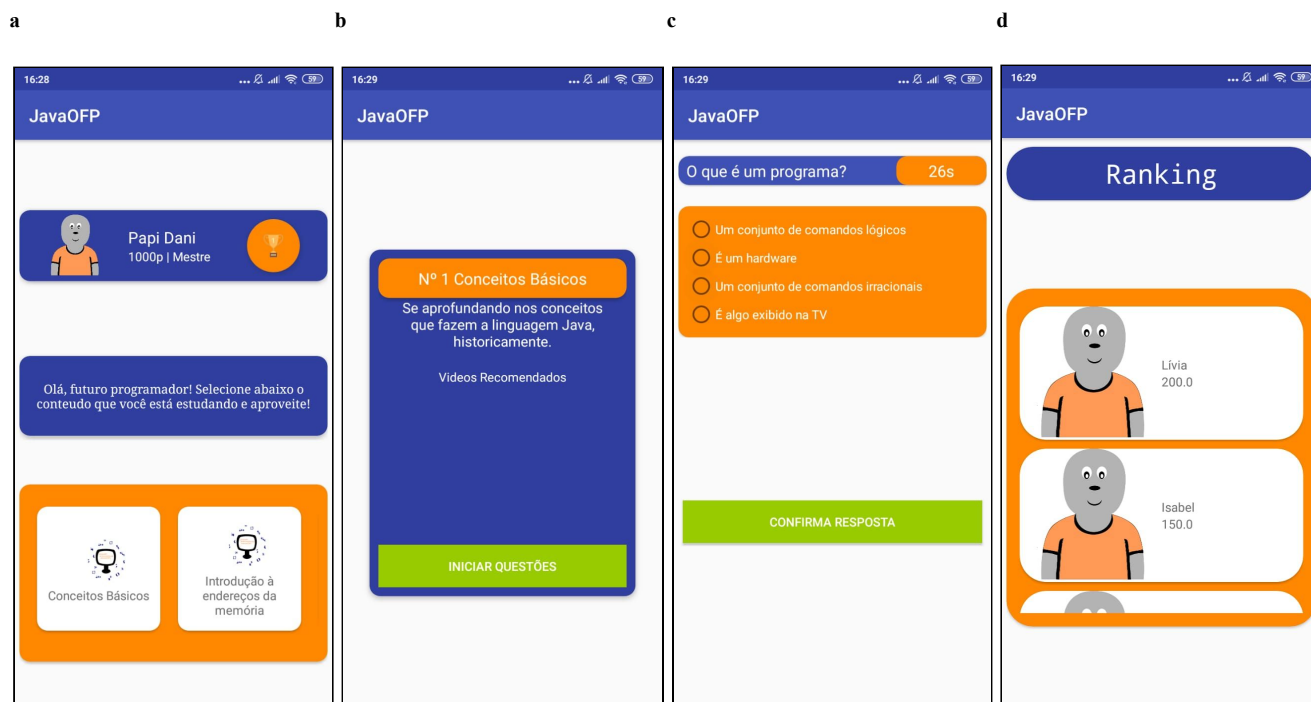 a
b
c
d
16:28
59
JavaOFP
Papi Dani
1000p | Mestre
Olá, futuro programador! Selecione abaixo o
conteudo que você está estudando e aproveite!
Conceitos Básicos
Introdução à
endereços da
memória
16:29
59
JavaOFP
Nº 1 Conceitos Básicos
Se aprofundando nos conceitos
que fazem a linguagem Java,
historicamente.
Videos Recomendados
INICIAR QUESTÕES
16:29
59
JavaOFP
O que é um programa?
26s
Um conjunto de comandos lógicos
É um hardware
Um conjunto de comandos irracionais
É algo exibido na TV
CONFIRMA RESPOSTA
16:29
59
JavaOFP
Ranking
Lívia
200.0
Isabel
150.0